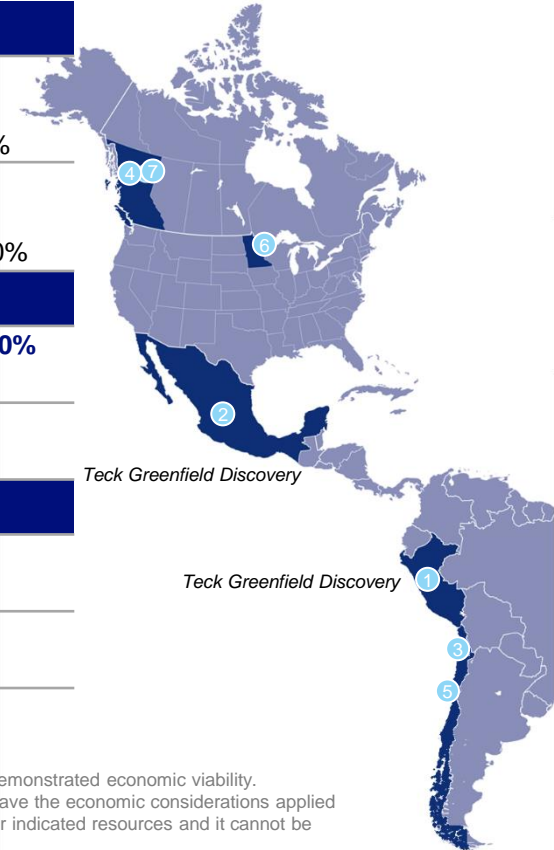 %
0%
0%
4 7
6
2
Teck Greenfield Discovery
Teck Greenfield Discovery 1
3
5
emonstrated economic viability.
ave the economic considerations applied
r indicated resources and it cannot be